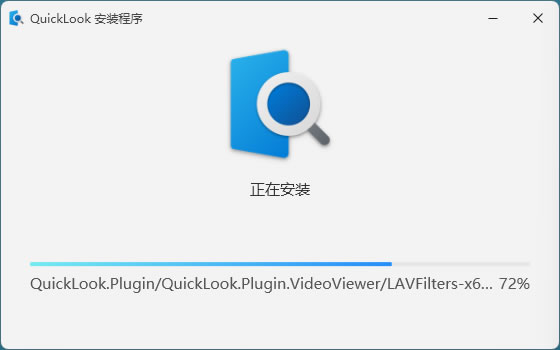 QuickLook 安装程序
正在安装
QuickLook.Plugin/QuickLook.Plugin.VideoViewer/LAVFilters-x6... 72%